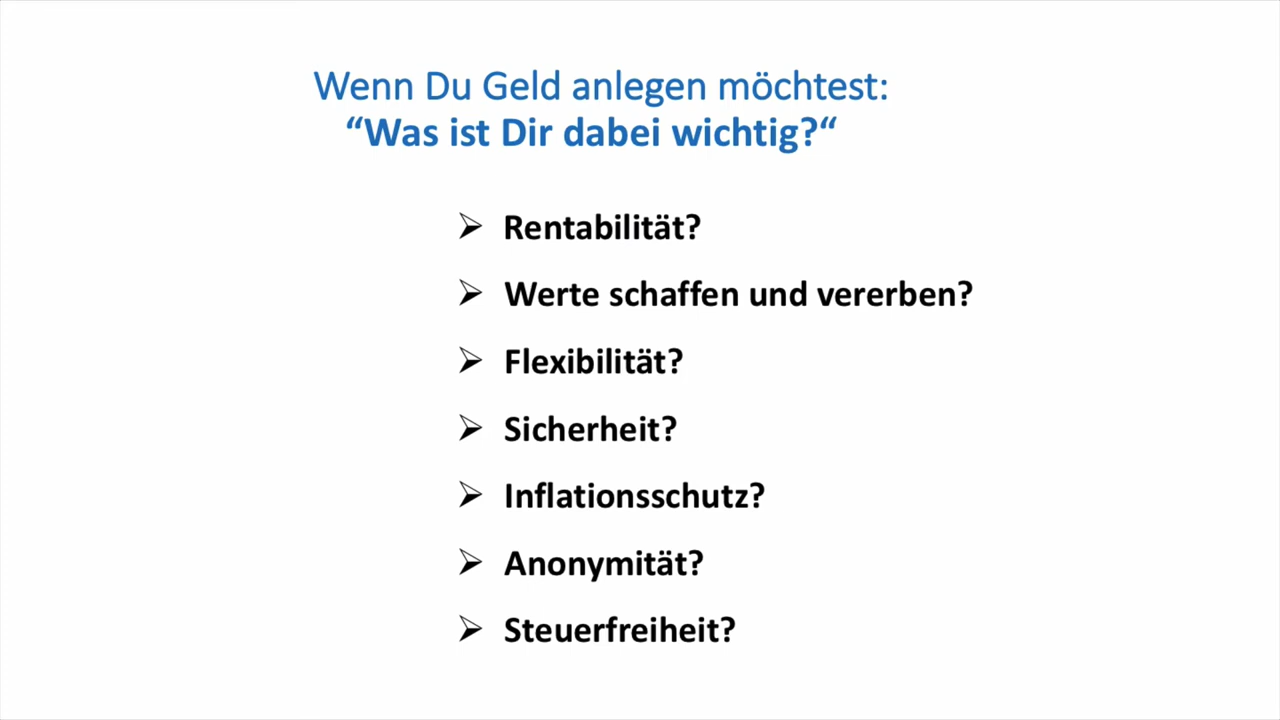 Wenn Du Geld anlegen möchtest:
“Was ist Dir dabei wichtig?“
➢ Rentabilität?
➢ Werte schaffen und vererben?
➢ Flexibilität?
➢ Sicherheit?
➢ Inflationsschutz?
➢ Anonymität?
➢ Steuerfreiheit?